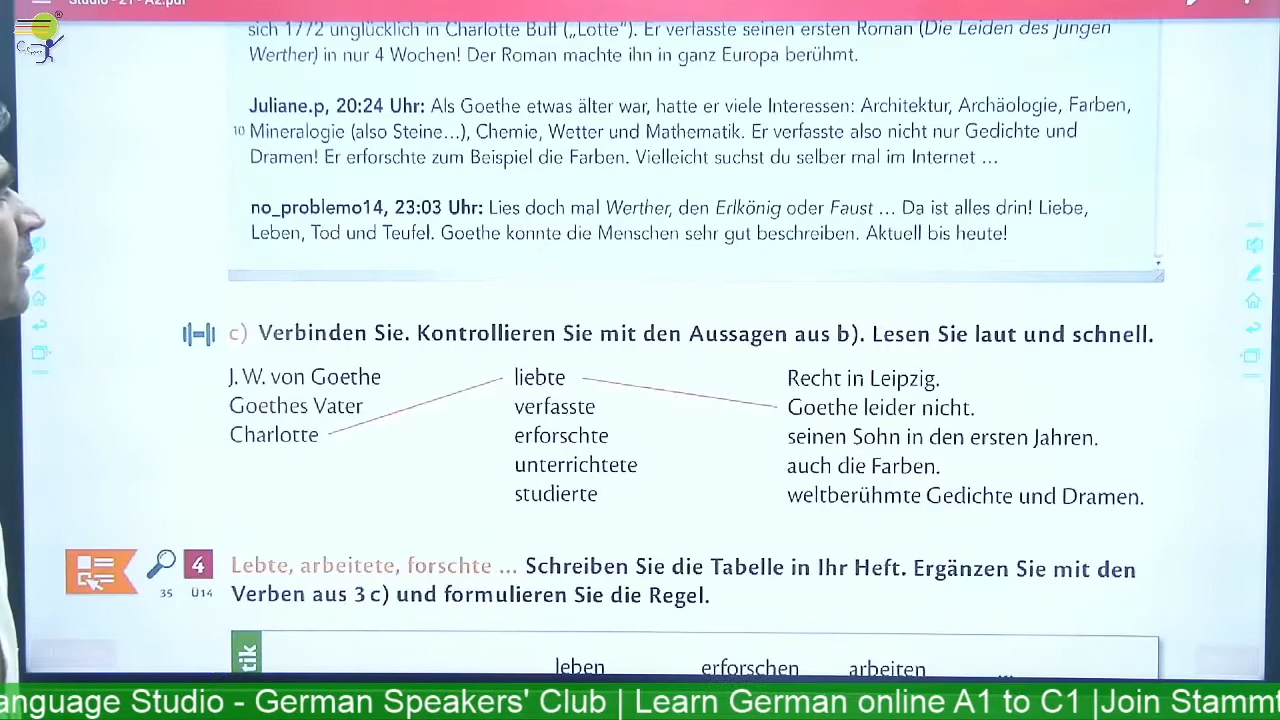 Studio - 21 - A2.pdf
sich 1772 unglücklich in Charlotte Buff („Lotte“). Er verfasste seinen ersten Roman (Die Leiden des jungen
Werther) in nur 4 Wochen! Der Roman machte ihn in ganz Europa berühmt.
Juliane.p, 20:24 Uhr: Als Goethe etwas älter war, hatte er viele Interessen: Architektur, Archäologie, Farben,
10 Mineralogie (also Steine...), Chemie, Wetter und Mathematik. Er verfasste also nicht nur Gedichte und
Dramen! Er erforschte zum Beispiel die Farben. Vielleicht suchst du selber mal im Internet ...
no_problemo14, 23:03 Uhr: Lies doch mal Werther, den Erlkönig oder Faust ... Da ist alles drin! Liebe,
Leben, Tod und Teufel. Goethe konnte die Menschen sehr gut beschreiben. Aktuell bis heute!
c) Verbinden Sie. Kontrollieren Sie mit den Aussagen aus b). Lesen Sie laut und schnell.
J. W. von Goethe liebte Recht in Leipzig.
Goethes Vater verfasste Goethe leider nicht.
Charlotte erforschte seinen Sohn in den ersten Jahren.
unterrichtete auch die Farben.
studierte weltberühmte Gedichte und Dramen.
4 Lebte, arbeitete, forschte ... Schreiben Sie die Tabelle in Ihr Heft. Ergänzen Sie mit den
35 Ü14 Verben aus 3 c) und formulieren Sie die Regel.
tik
leben erforschen arbeiten ...
anguage Studio - German Speakers' Club | Learn German online A1 to C1 |Join Stammt